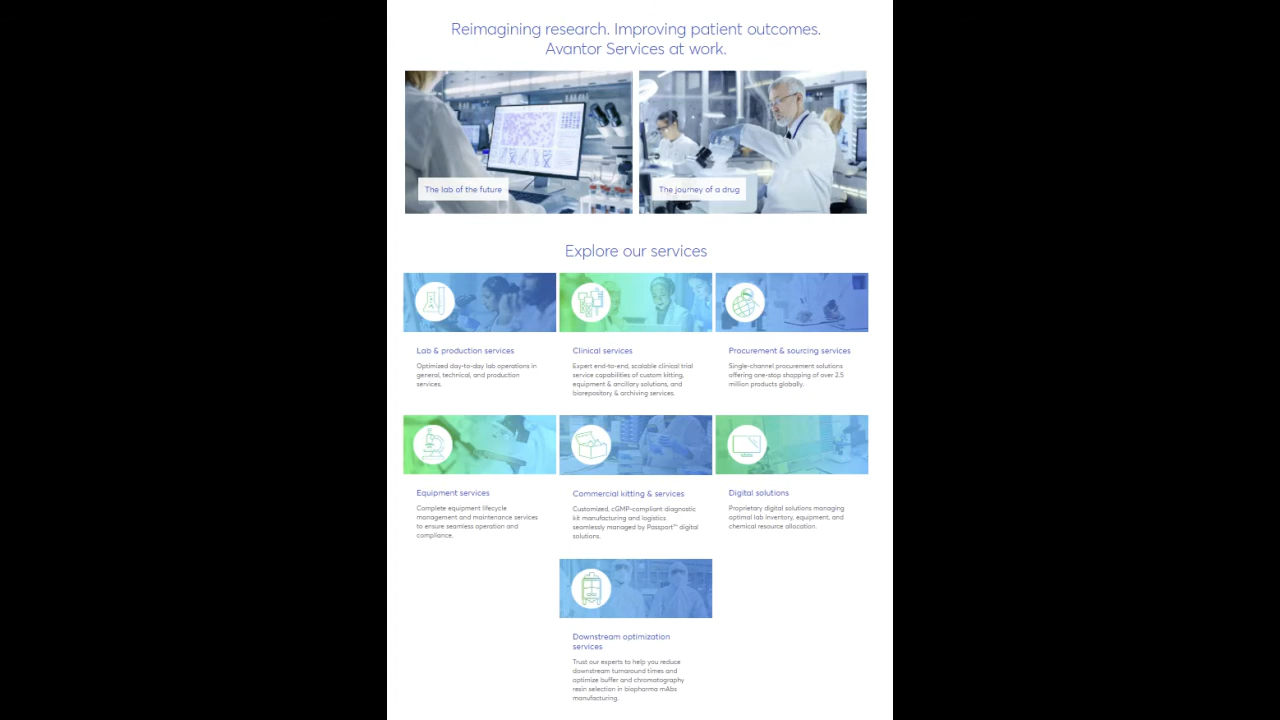 Reimagining research. Improving patient outcomes.
Avantor Services at work.
The lab of the future
The journey of a drug
Explore our services
Lab & production services
Optimized day-to-day lab operations in
general, technical, and production
services.
Clinical services
Expert end-to-end, scalable clinical trial
service capabilities of custom kitting,
equipment & ancillary solutions, and
biorepository & archiving services.
Procurement & sourcing services
Single-channel procurement solutions
offering one-stop shopping of over 2.5
million products globally.
Equipment services
Complete equipment lifecycle
management and maintenance services
to ensure seamless operation and
compliance.
Commercial kitting & services
Customized, cGMP-compliant diagnostic
kit manufacturing and logistics
seamlessly managed by Passport™ digital
solutions.
Digital solutions
Proprietary digital solutions managing
optimal lab inventory, equipment, and
chemical resource allocation.
Downstream optimization
services
Trust our experts to help you reduce
downstream turnaround times and
optimize buffer and chromatography
resin selection in biopharma mAbs
manufacturing.